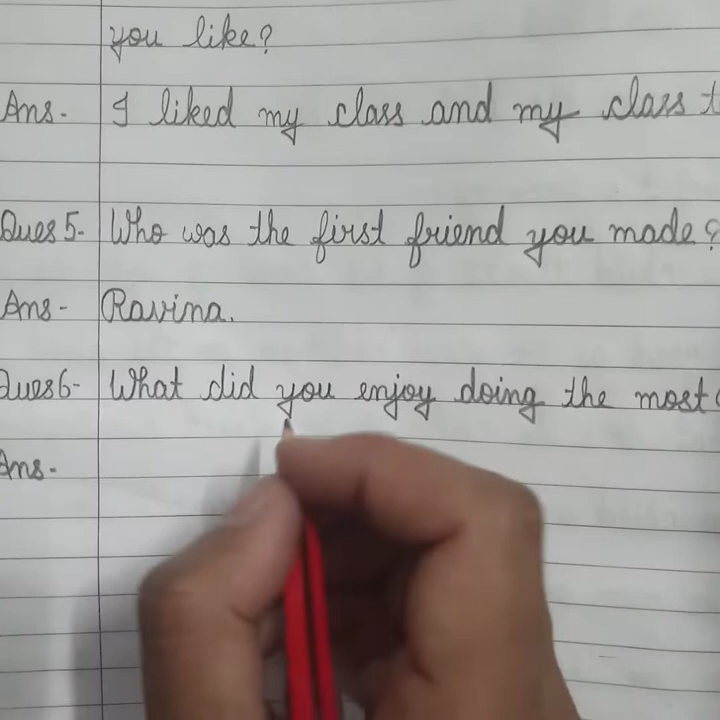 you like?
Ans. I liked my class and my class t
Ques 5. Who was the first friend you made?
Ans - Ravina.
Ques 6- What did you enjoy doing the most
Ans.